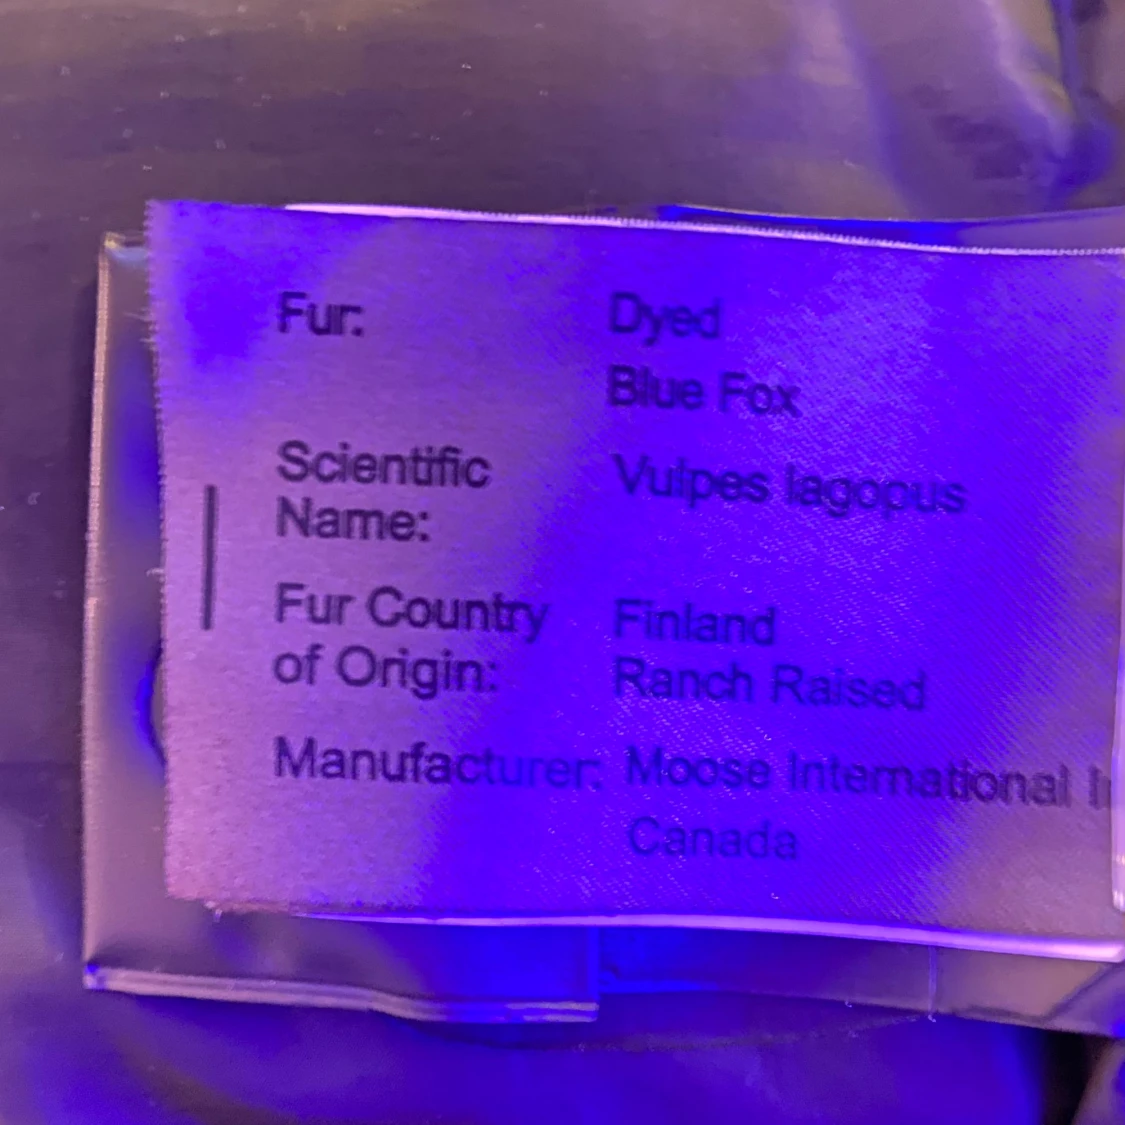 Fur: Dyed
Blue Fox
Scientific Vulpes lagopus
Name:
Fur Country Finland
of Origin: Ranch Raised
Manufacturer: Moose International
Canada